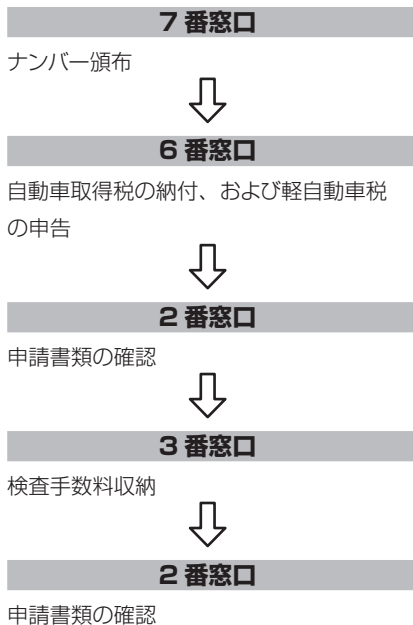 7 番窓口
ナンバー頒布
6 番窓口
自動車取得税の納付、および軽自動車税
の申告
2 番窓口
申請書類の確認
3 番窓口
検査手数料収納
2 番窓口
申請書類の確認